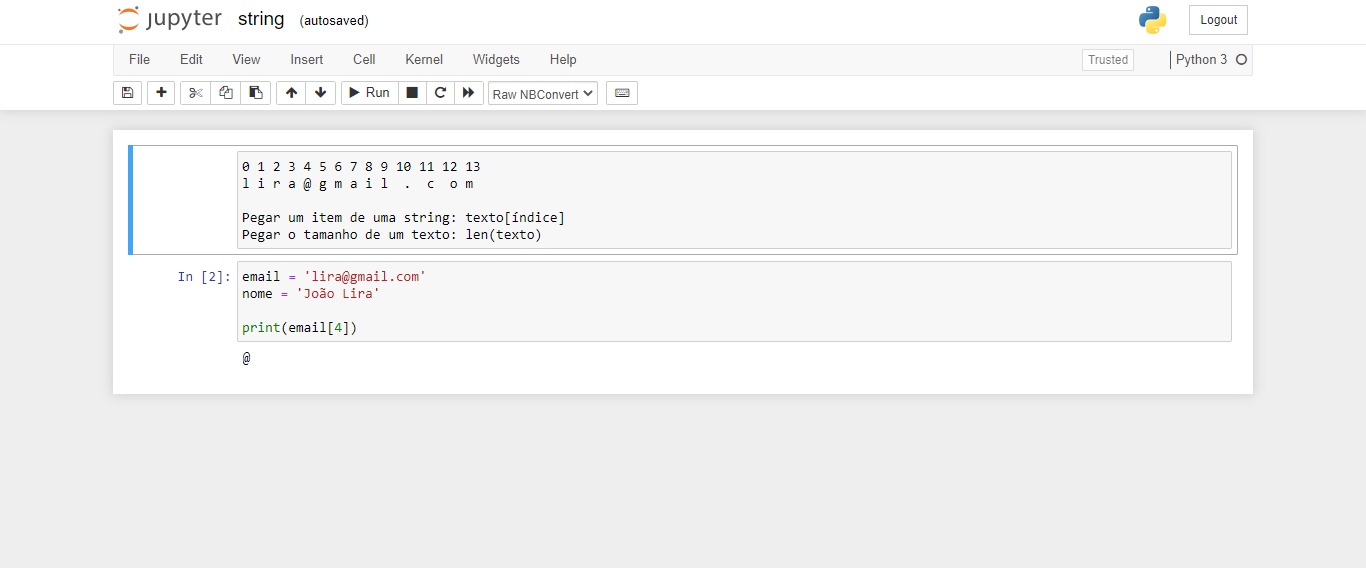 jupyter string (autosaved)
Logout
File Edit View Insert Cell Kernel Widgets Help
Trusted
Python 3
Run
Raw NBConvert
0 1 2 3 4 5 6 7 8 9 10 11 12 13
l i r a @ g m a i l  .  c  o m
Pegar um item de uma string: texto[índice]
Pegar o tamanho de um texto: len(texto)
In [2]:
email = 'lira@gmail.com'
nome = 'João Lira'
print(email[4])
@